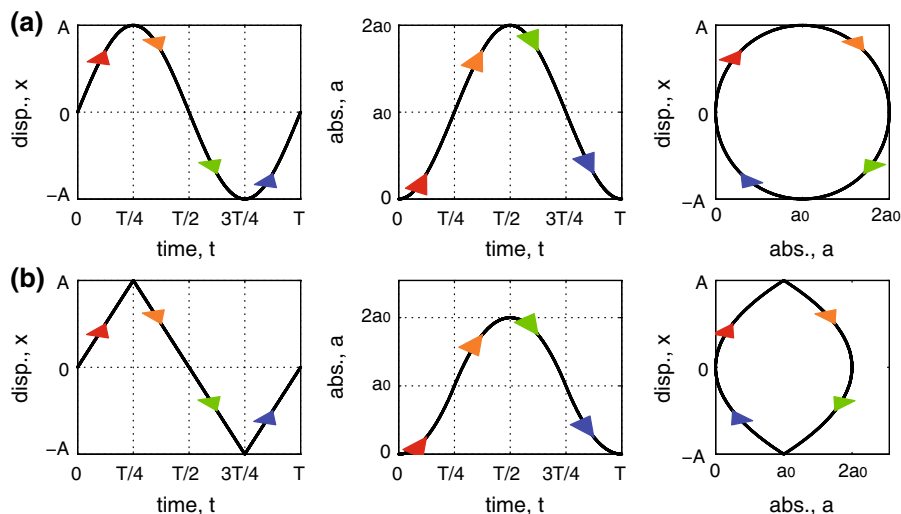 (a)
disp., x
A
0
−A
0 T/4 T/2 3T/4 T
time, t
abs., a
2a0
a0
0
0 T/4 T/2 3T/4 T
time, t
disp., x
A
0
−A
0 a0 2a0
abs., a
(b)
disp., x
A
0
−A
0 T/4 T/2 3T/4 T
time, t
abs., a
2a0
a0
0
0 T/4 T/2 3T/4 T
time, t
disp., x
A
0
−A
0 a0 2a0
abs., a